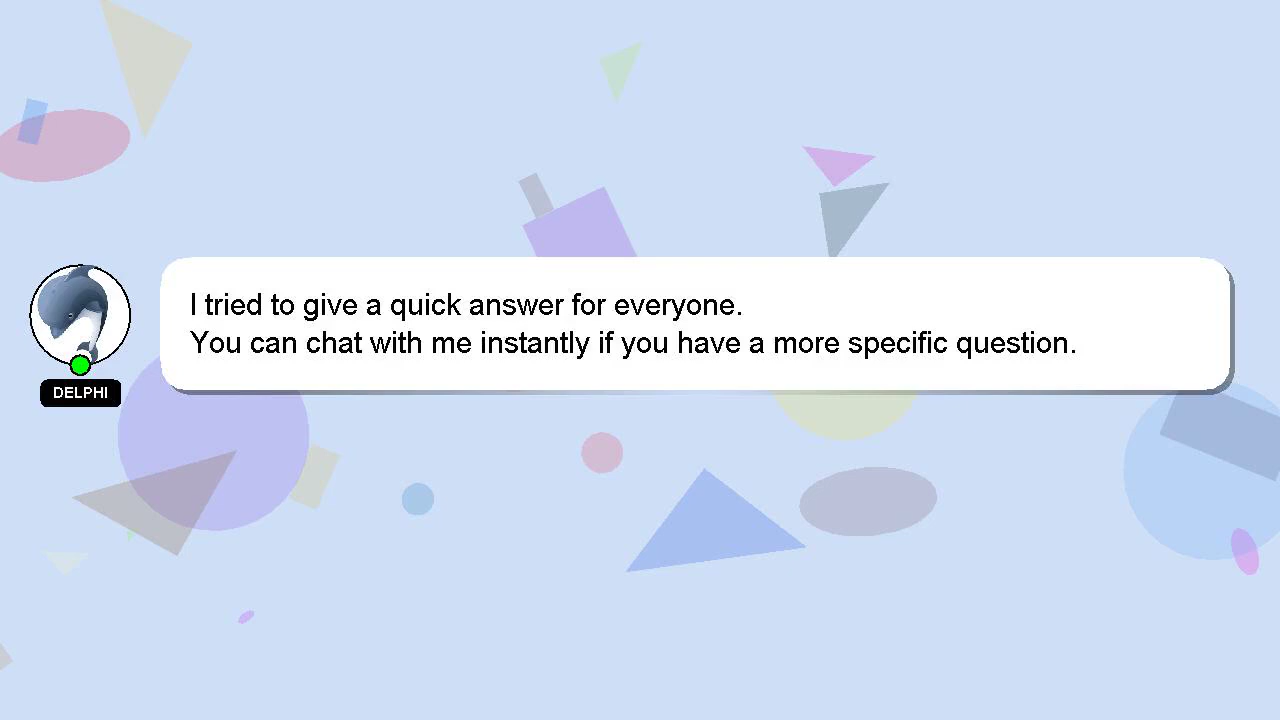 I tried to give a quick answer for everyone.
You can chat with me instantly if you have a more specific question.
DELPHI